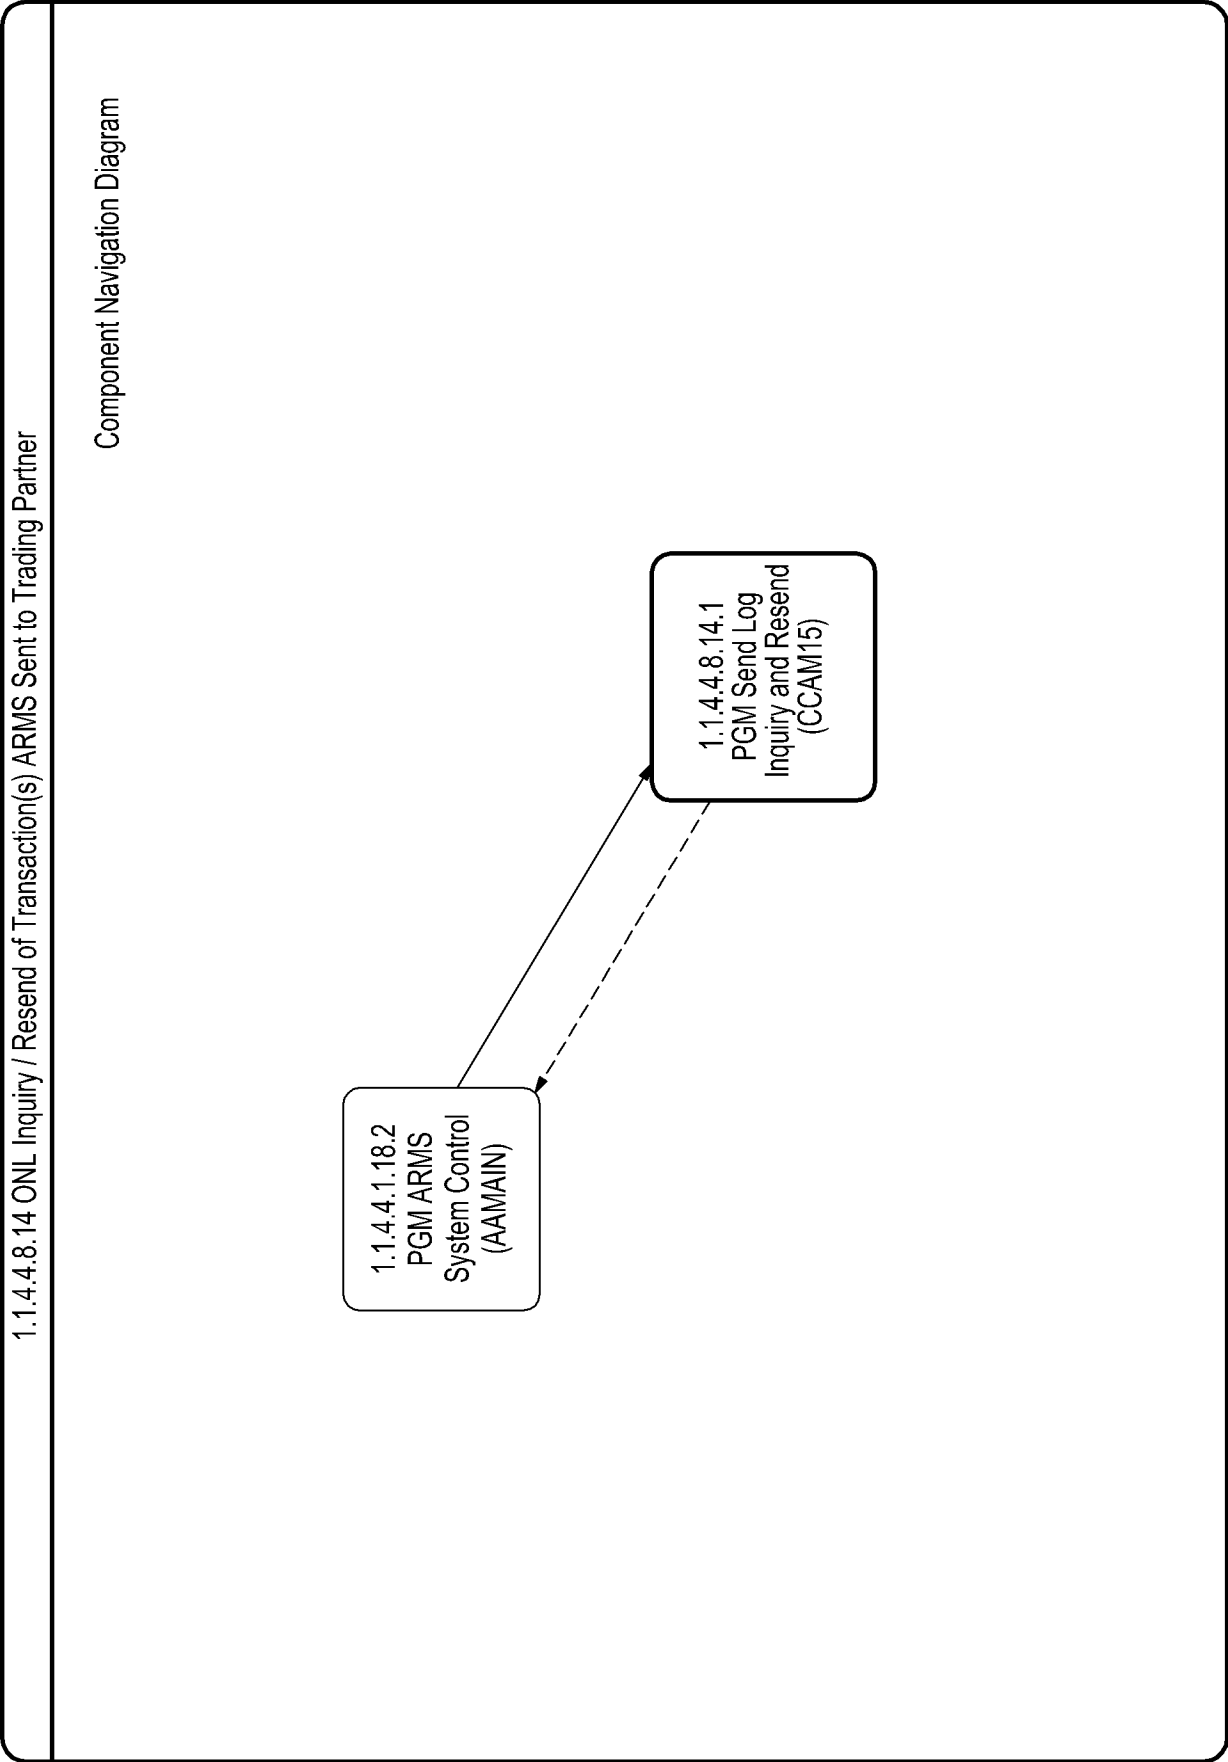 1.1.4.4.8.14 ONL Inquiry / Resend of Transaction(s) ARMS Sent to Trading Partner
Component Navigation Diagram
1.1.4.4.1.18.2
PGM ARMS
System Control
(AAMAIN)
1.1.4.4.8.14.1
PGM Send Log
Inquiry and Resend
(CCAM15)